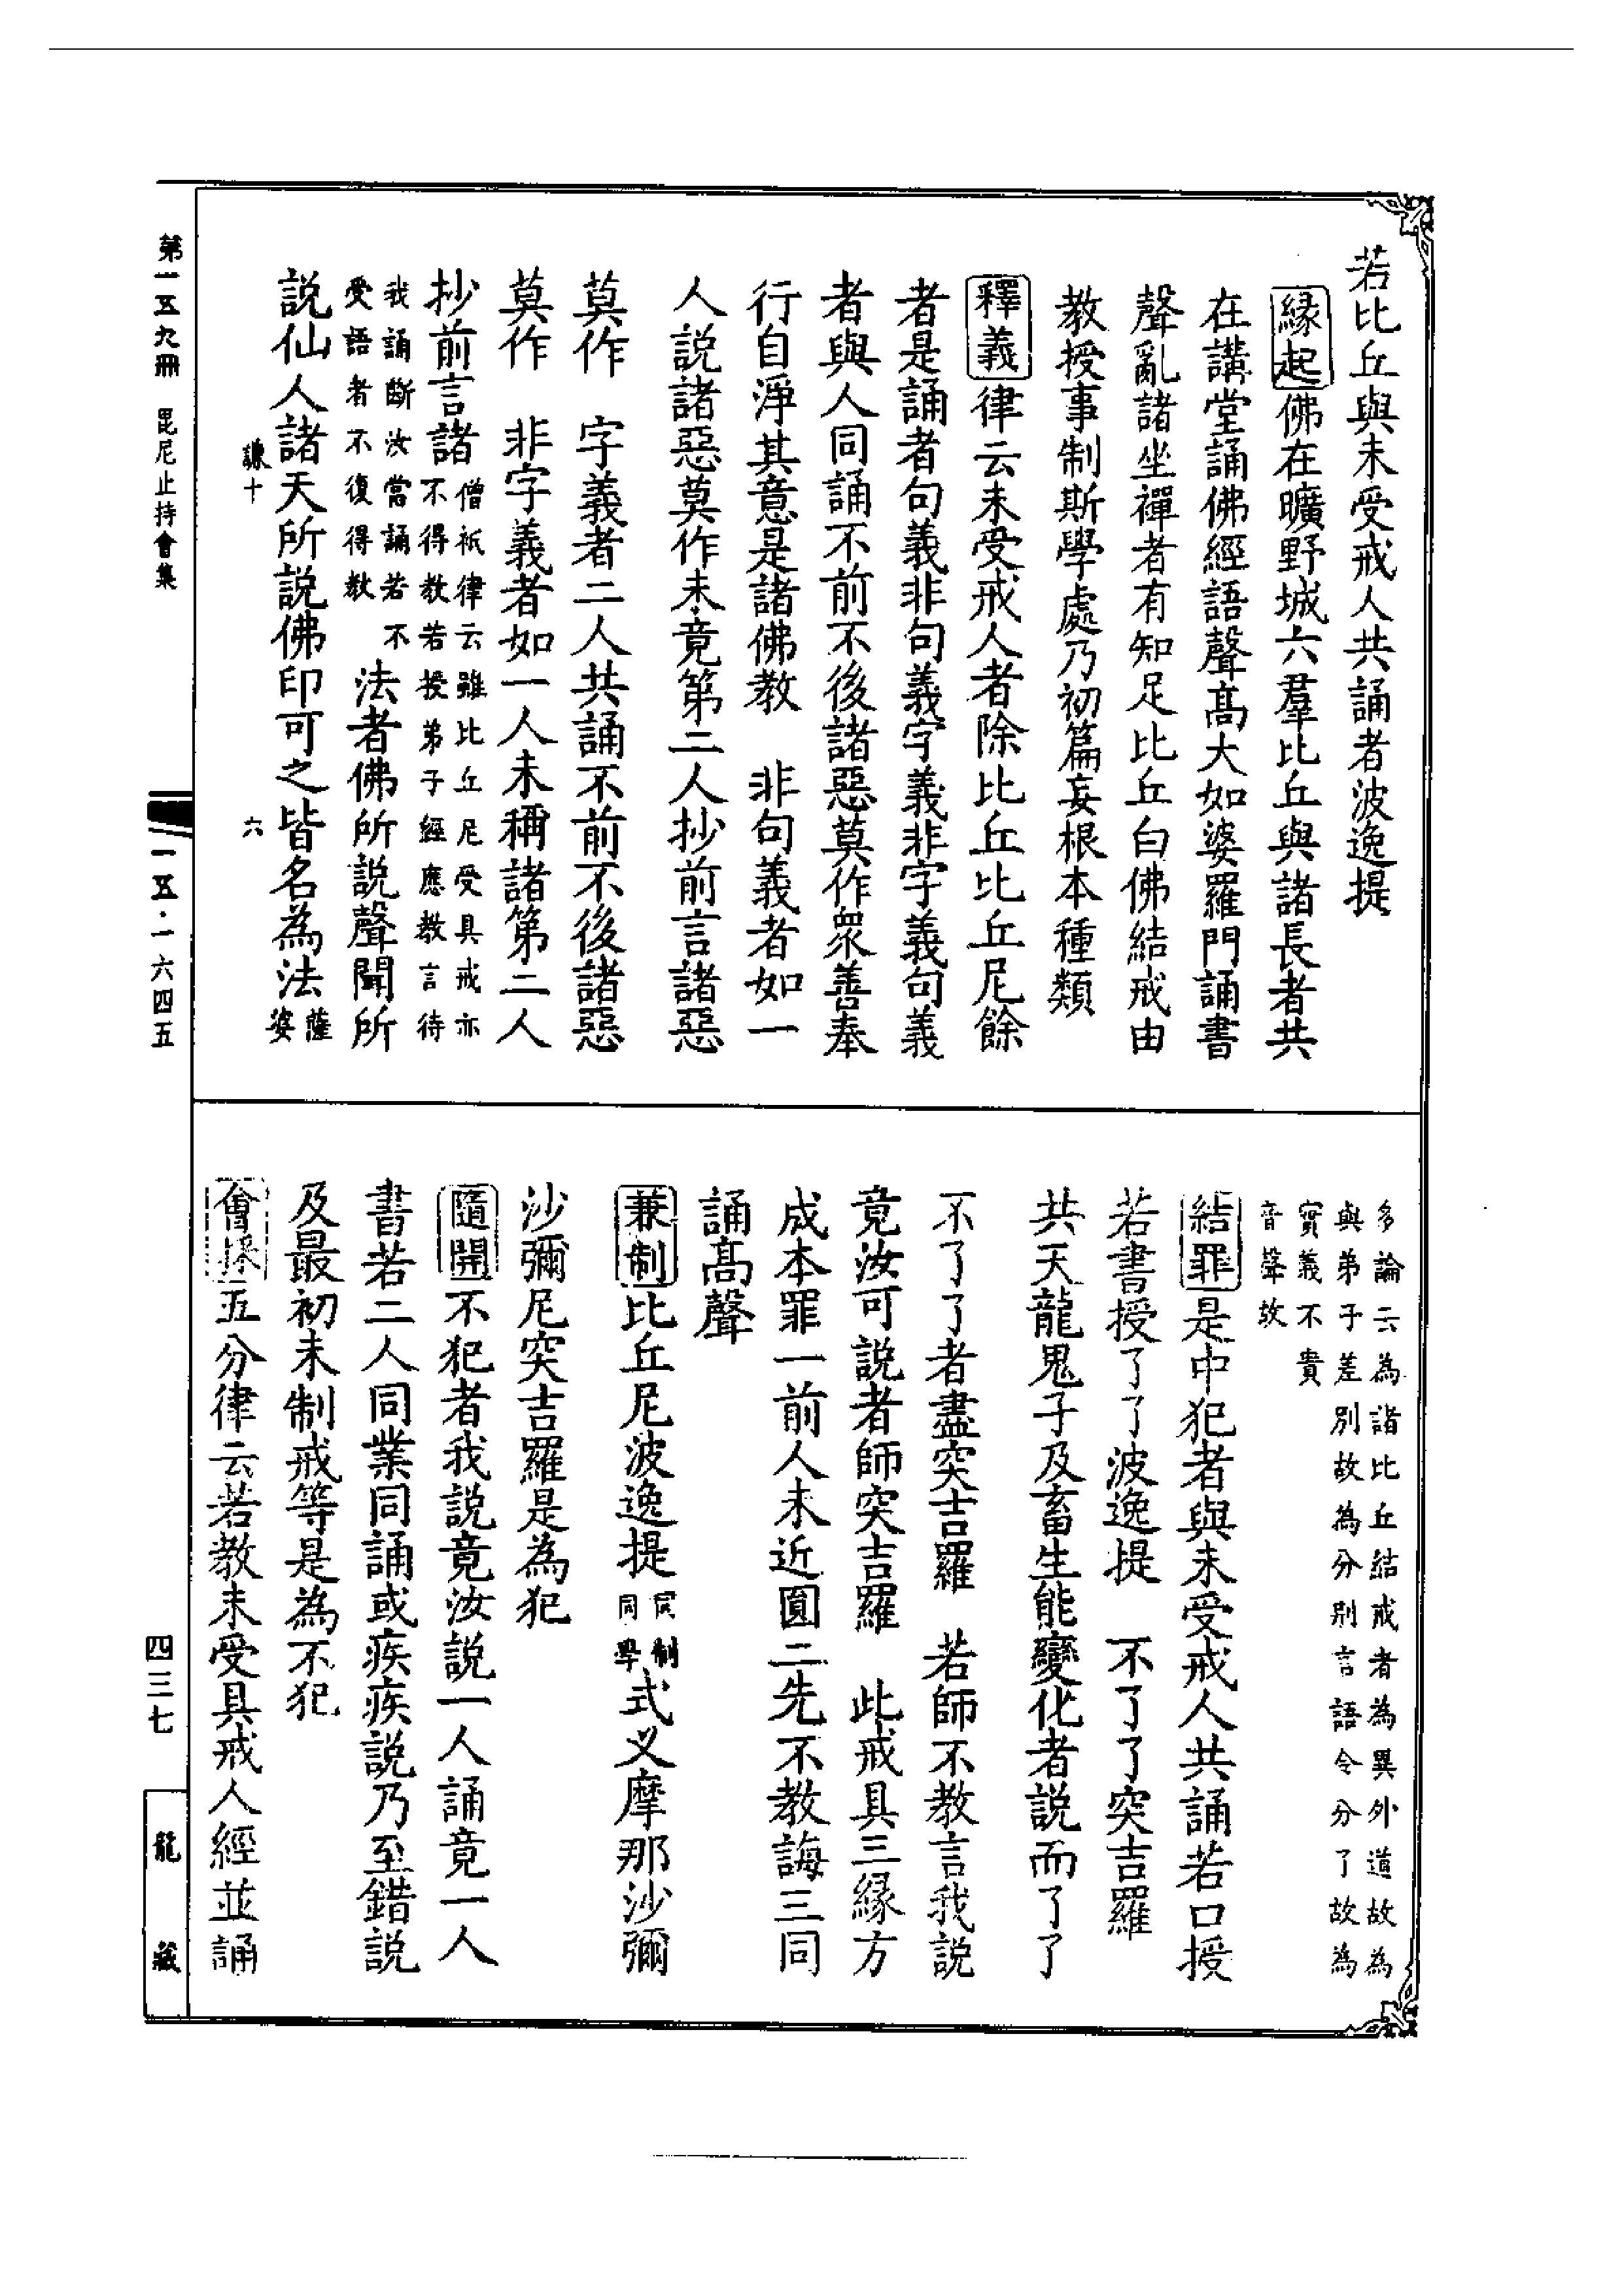 若比丘與未受戒人共誦者波逸提
緣起佛在曠野城六羣比丘與諸長者共
在講堂誦佛經語聲高大如婆羅門誦書
聲亂諸坐禪者有知足比丘白佛結戒由
教授事制斯學處乃初篇妄根本種類
釋義律云未受戒人者除比丘比丘尼餘
者是誦者句義非句義字義非字義句義
者與人同誦不前不後諸惡莫作眾善奉
行自淨其意是諸佛教　非句義者如一
人說諸惡莫作未竟第二人抄前言諸惡
莫作　字義者二人共誦不前不後諸惡
莫作　非字義者如一人未稱諸第二人
抄前言諸僧祇律云雖比丘尼受具戒亦
不得教若授弟子經應教言待
我誦斷汝當誦若不
受語者不復得教　法者佛所說聲聞所
說仙人諸天所說佛印可之皆名為法薩
婆
謙十　六
多論云為諸比丘結戒者為異外道故為
與弟子差別故為分別言語令分了故為
實義不貴
音聲故
結罪是中犯者與未受戒人共誦若口授
若書授了了波逸提　不了了突吉羅
共天龍鬼子及畜生能變化者說而了了
不了了者盡突吉羅　若師不教言我說
竟汝可說者師突吉羅　此戒具三緣方
成本罪一前人未近圓二先不教誨三同
誦高聲
兼制比丘尼波逸提同制
同學式义摩那沙彌
沙彌尼突吉羅是為犯
隨開不犯者我說竟汝說一人誦竟一人
書若二人同業同誦或疾疾說乃至錯說
及最初未制戒等是為不犯
會採五分律云若教未受具戒人經並誦
第一五九冊　毘尼止持會集
一五·一六四五
四三七
龍藏